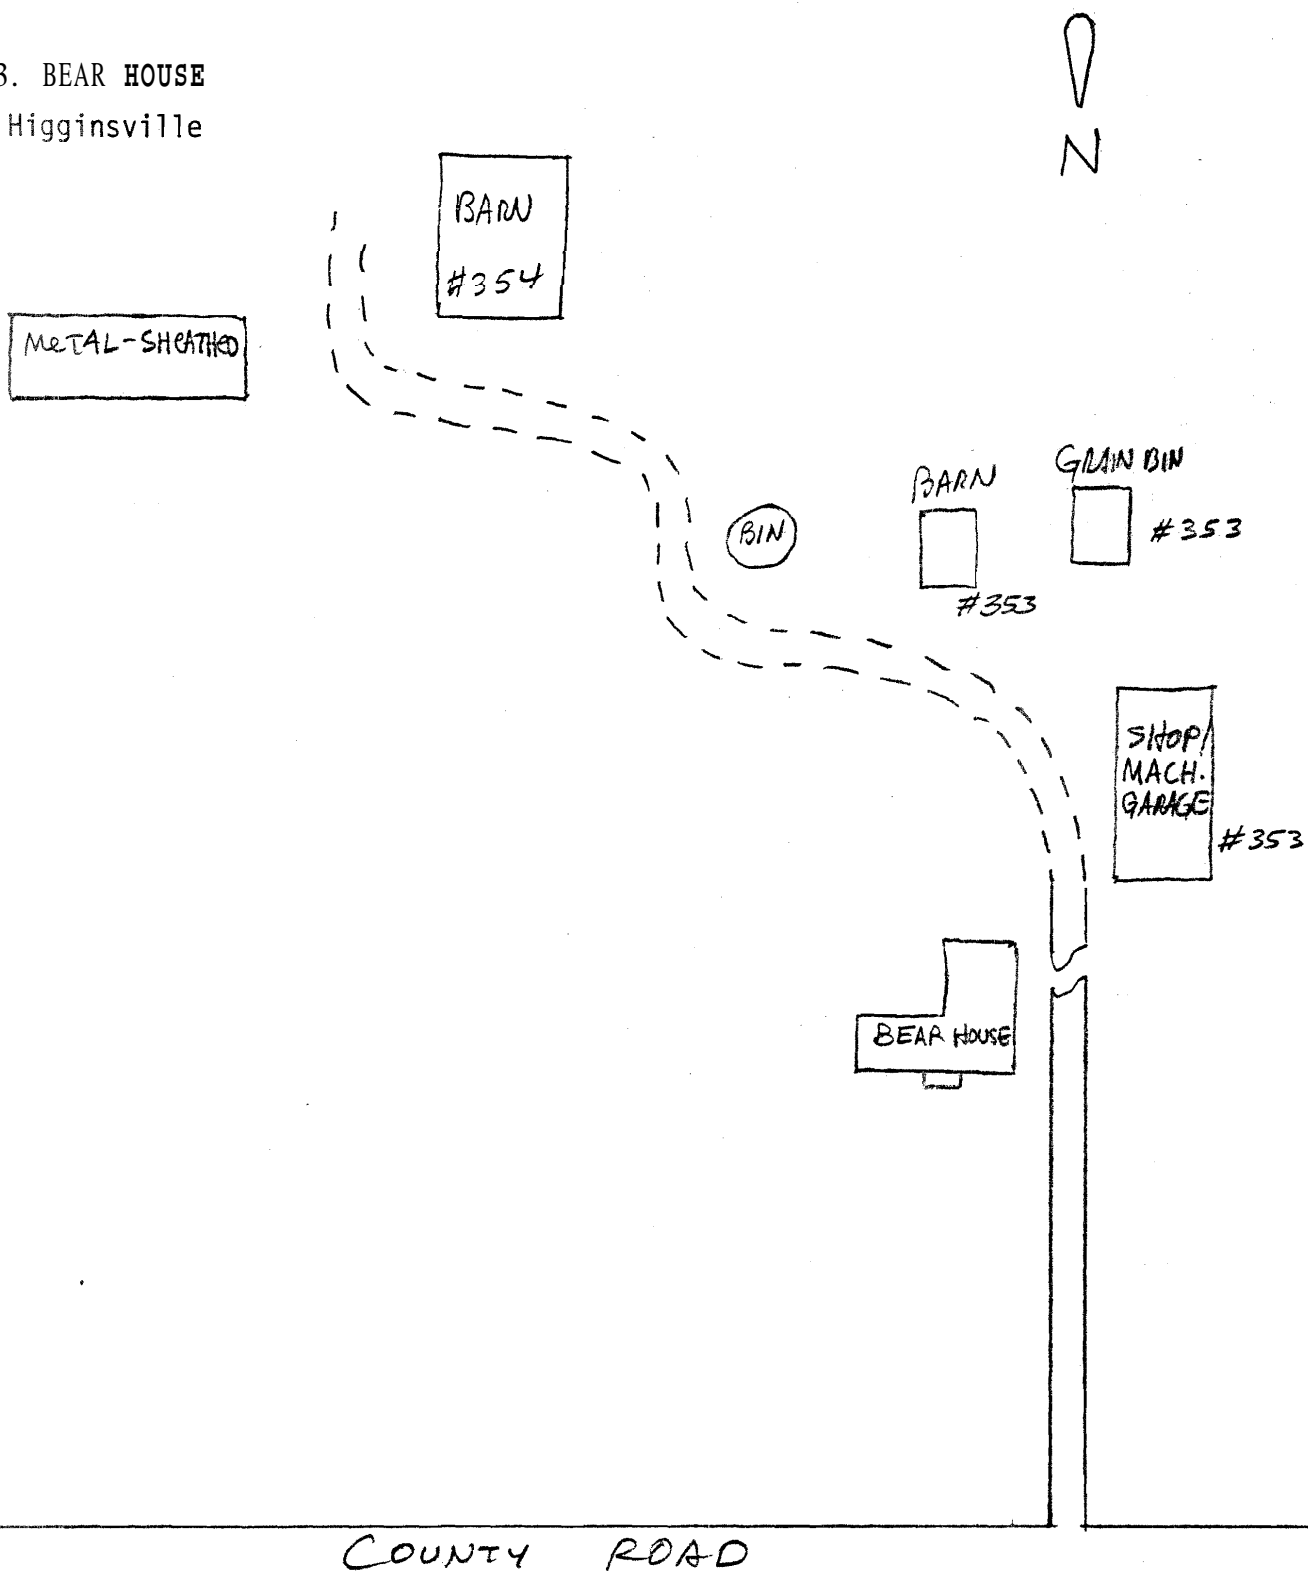 3. BEAR HOUSE
Higginsville
N
BARN
#354
METAL-SHEATHED
GRAIN BIN
#353
BARN
#353
BIN
SHOP/
MACH.
GARAGE
#353
BEAR HOUSE
COUNTY ROAD